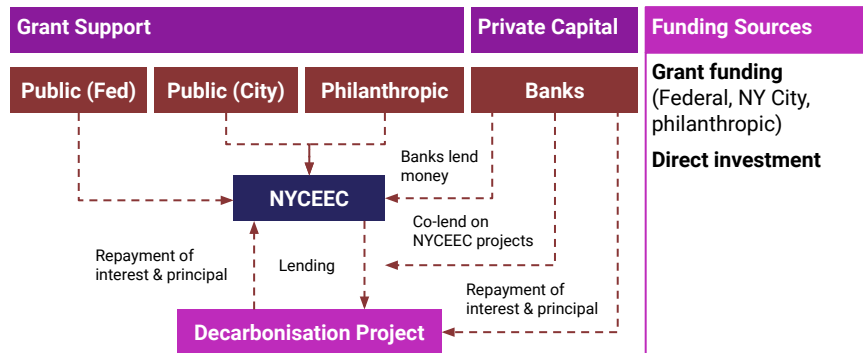 Grant Support
Private Capital
Funding Sources
Public (Fed)
Public (City)
Philanthropic
Banks
Grant funding
(Federal, NY City,
philanthropic)
Direct investment
Banks lend
money
NYCEEC
Co-lend on
NYCEEC projects
Repayment of
interest & principal
Lending
Repayment of
interest & principal
Decarbonisation Project